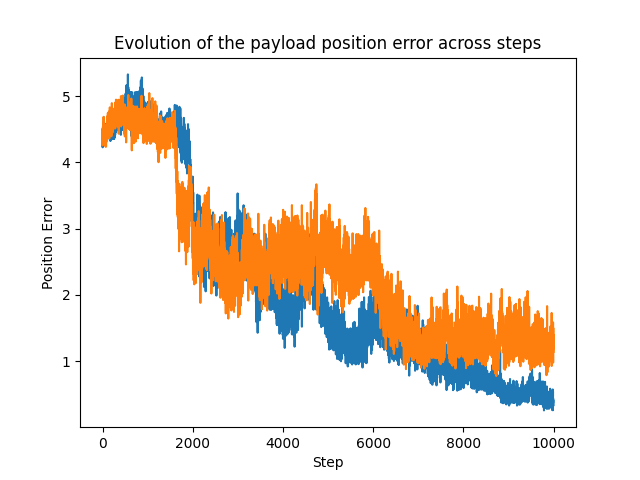 Evolution of the payload position error across steps
Position Error
5
4
3
2
1
0 2000 4000 6000 8000 10000
Step